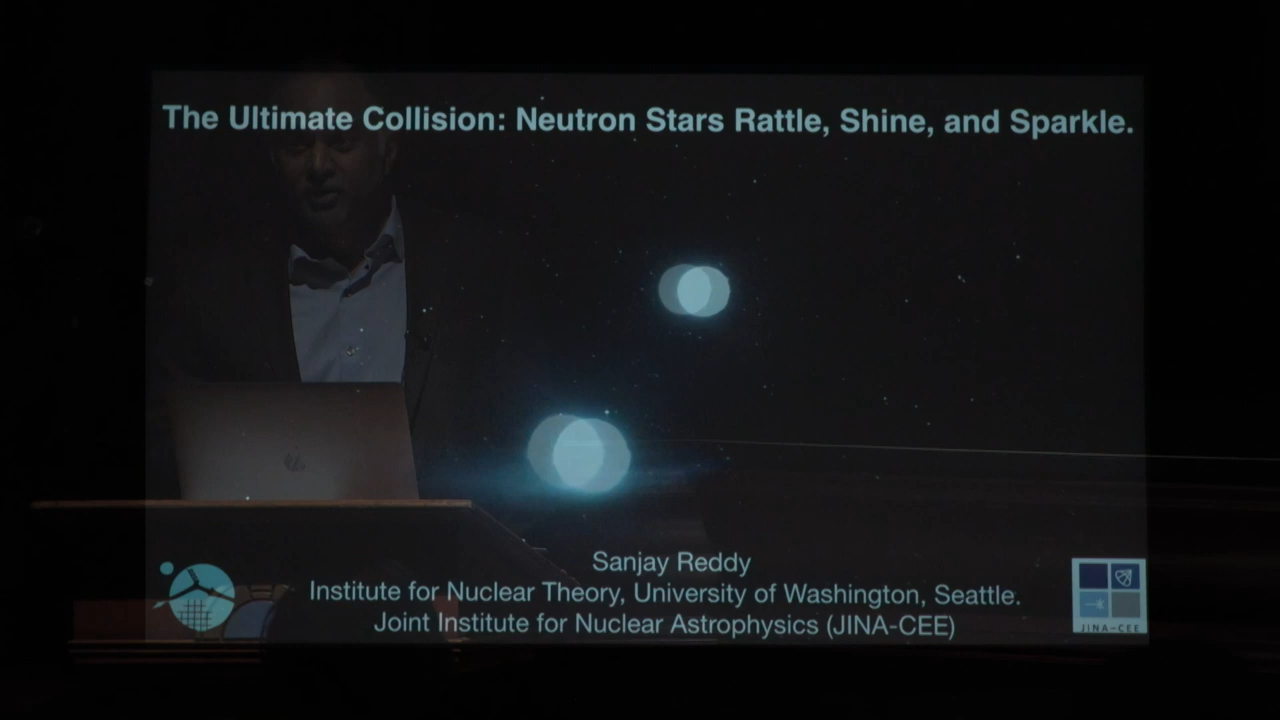 The Ultimate Collision: Neutron Stars Rattle, Shine, and Sparkle.
Sanjay Reddy
Institute for Nuclear Theory, University of Washington, Seattle.
Joint Institute for Nuclear Astrophysics (JINA-CEE)
JINA-CEE